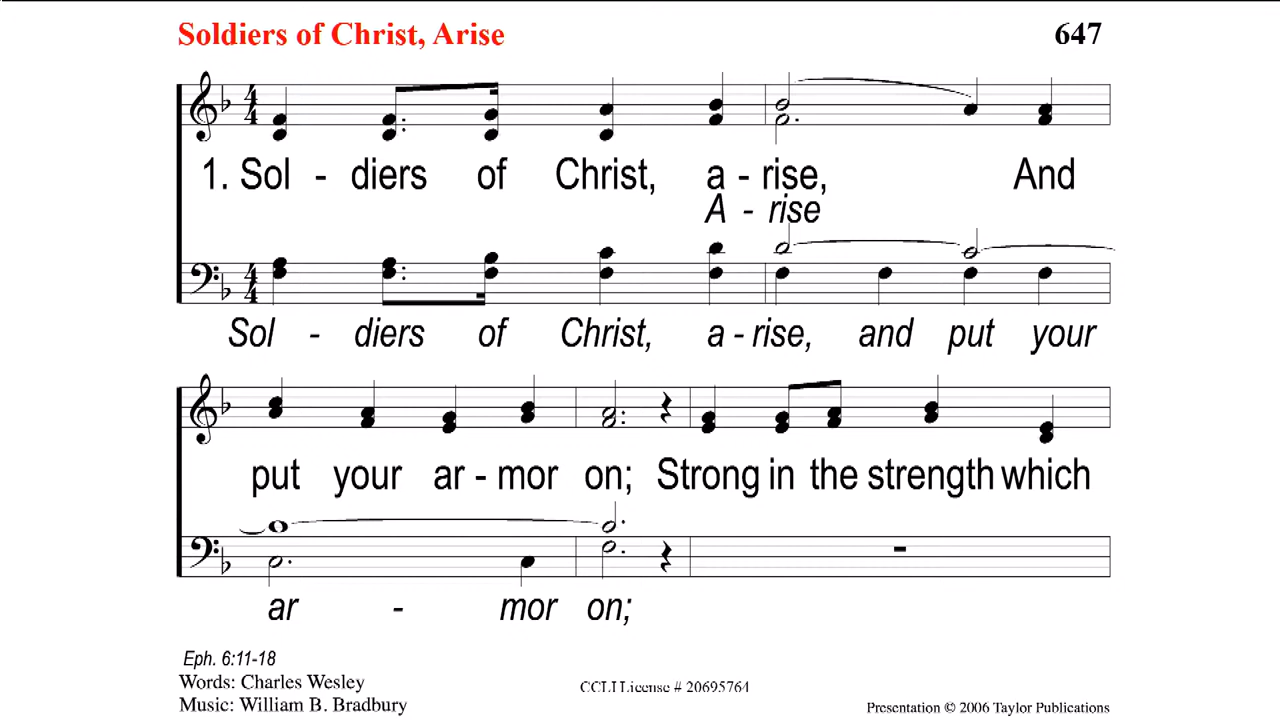 Soldiers of Christ, Arise 647
1. Sol - diers of Christ, a - rise, And
A - rise
Sol - diers of Christ, a - rise, and put your
put your ar - mor on; Strong in the strength which
ar - mor on;
Eph. 6:11-18
Words: Charles Wesley
Music: William B. Bradbury
CCLI License # 20695764
Presentation © 2006 Taylor Publications